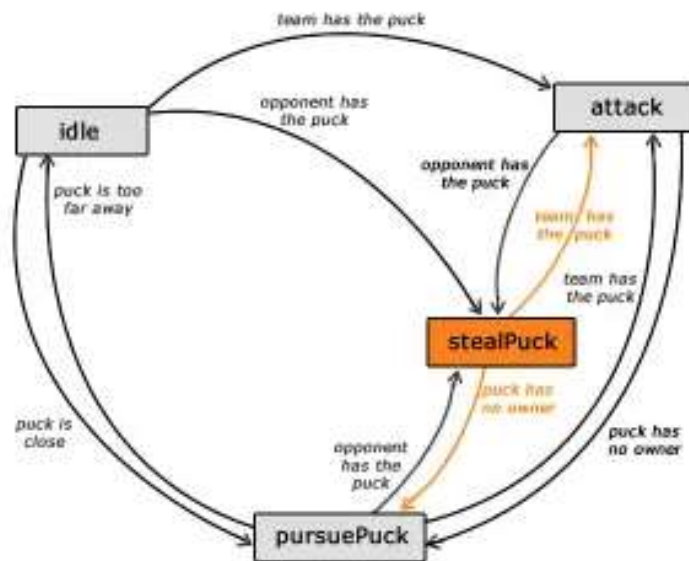 team has the puck
idle
opponent has
the puck
attack
puck is too
far away
opponent has
the puck
team has
the puck
team has
the puck
stealPuck
puck has
no owner
puck is
close
opponent
has the
puck
puck has
no owner
pursuePuck